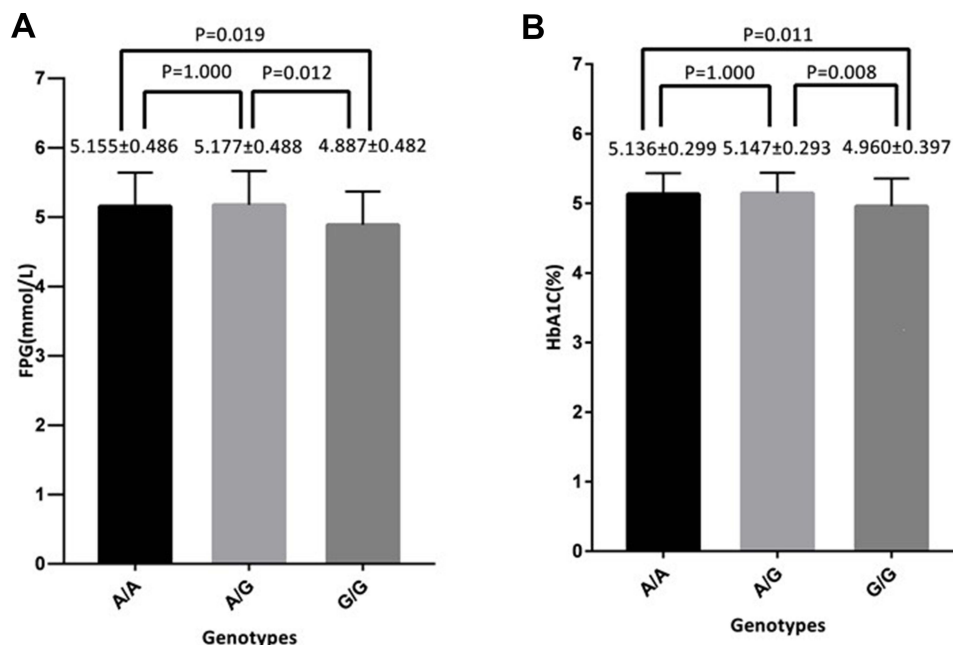 A
P=0.019
P=1.000 P=0.012
5.155±0.486 5.177±0.488 4.887±0.482
7
6
5
4
3
2
1
0
FPG(mmol/L)
A/A A/G G/G
Genotypes
B
P=0.011
P=1.000 P=0.008
5.136±0.299 5.147±0.293 4.960±0.397
7
6
5
4
3
2
1
0
HbA1C(%)
A/A A/G G/G
Genotypes